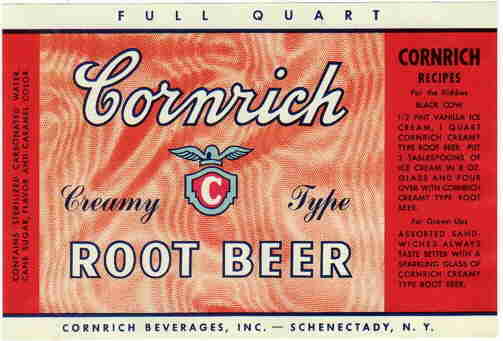 FULL QUART
CONTAINS STERILIZED CARBONATED WATER,
CANE SUGAR, FLAVOR AND CARAMEL COLOR
Cornrich
C
Creamy Type
ROOT BEER
CORNRICH
RECIPES
For the Kiddies
BLACK COW
1/2 PINT VANILLA ICE
CREAM, 1 QUART
CORNRICH CREAMY
TYPE ROOT BEER. PUT
2 TABLESPOONS OF
ICE CREAM IN 8 OZ.
GLASS AND POUR
OVER WITH CORNRICH
CREAMY TYPE ROOT
BEER.
For Grown Ups
ASSORTED SAND-
WICHES ALWAYS
TASTE BETTER WITH A
SPARKLING GLASS OF
CORNRICH CREAMY
TYPE ROOT BEER.
CORNRICH BEVERAGES, INC. — SCHENECTADY, N. Y.